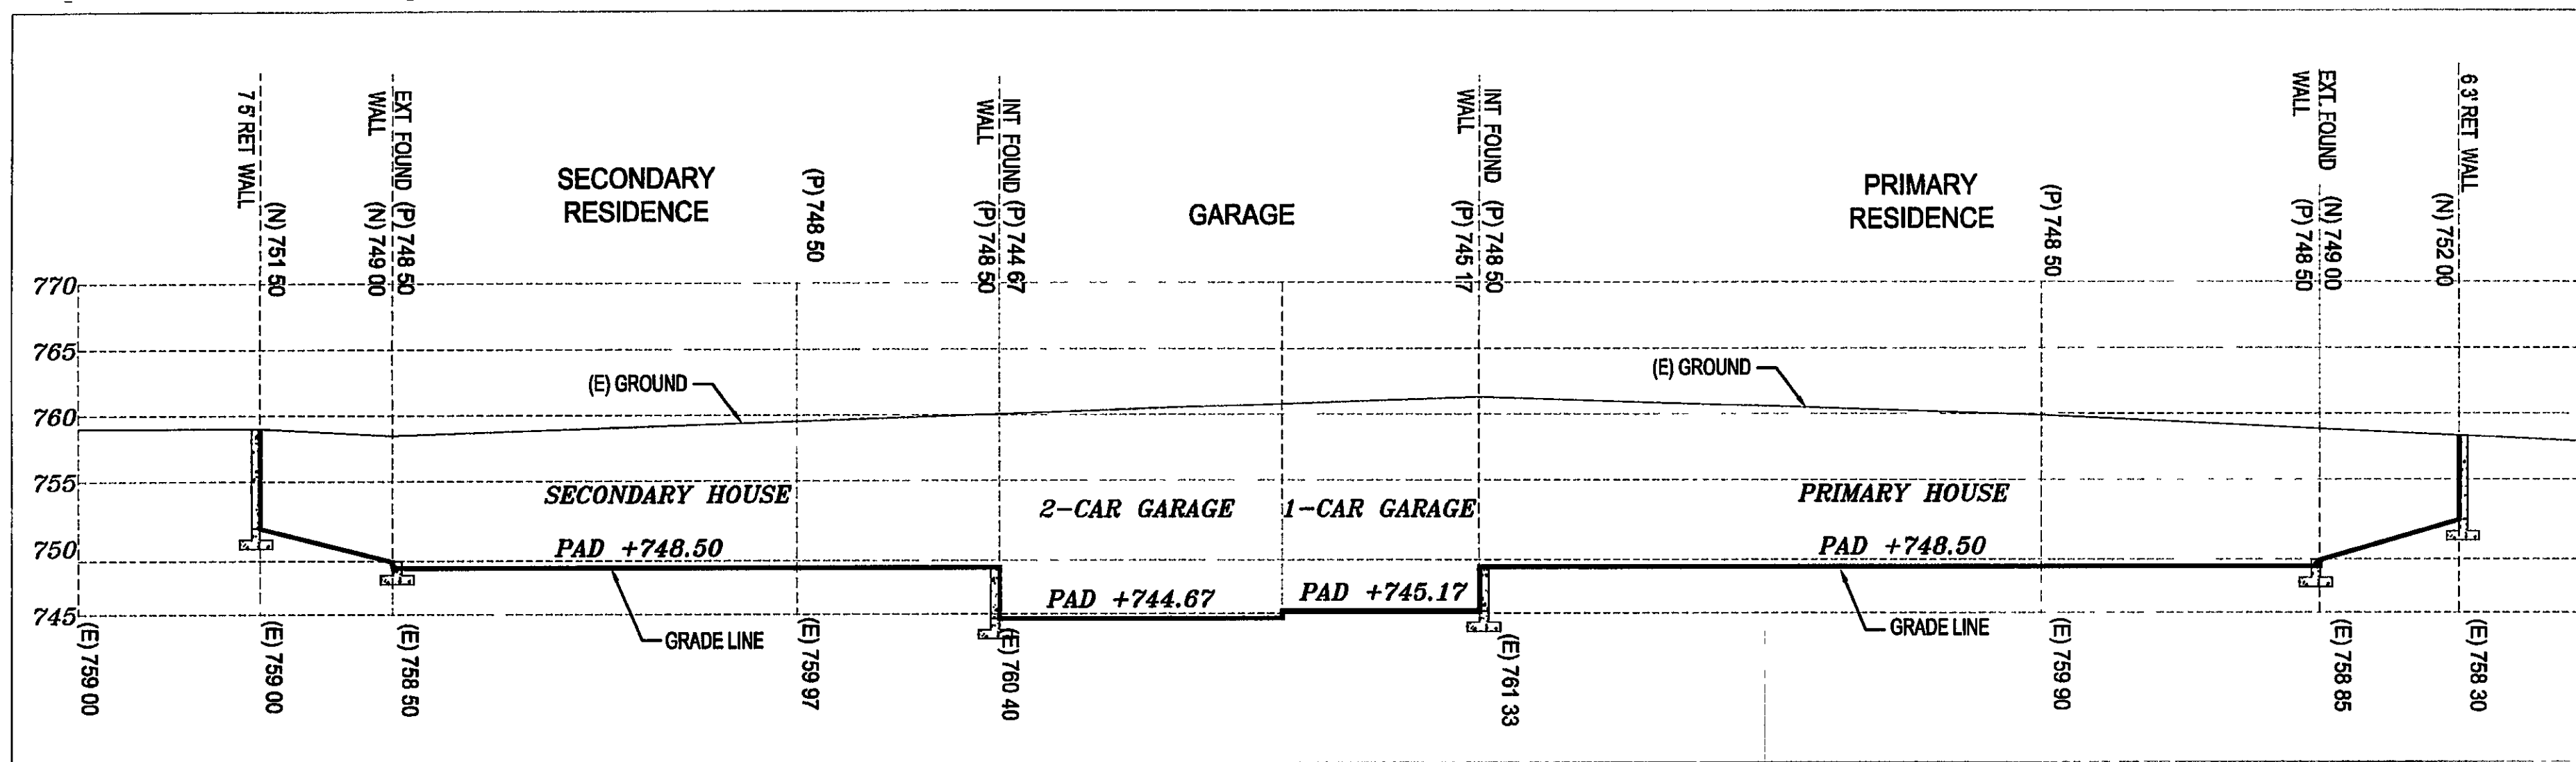 7 5' RET WALL
(N) 751 50
EXT FOUND (P) 748 50
WALL (N) 749 00
SECONDARY
RESIDENCE
(P) 748 50
INT FOUND (P) 744 67
WALL (P) 748 50
GARAGE
INT FOUND (P) 748 50
WALL (P) 745 17
PRIMARY
RESIDENCE
(P) 748 50
EXT. FOUND (N) 749 00
WALL (P) 748 50
6 3' RET WALL
(N) 752 00
770
765
760
755
750
745
(E) GROUND
(E) GROUND
SECONDARY HOUSE
2-CAR GARAGE
1-CAR GARAGE
PRIMARY HOUSE
PAD +748.50
PAD +744.67
PAD +745.17
PAD +748.50
GRADE LINE
GRADE LINE
(E) 759 00
(E) 759 00
(E) 758 50
(E) 759 97
(E) 760 40
(E) 761 33
(E) 759 90
(E) 758 85
(E) 758 30